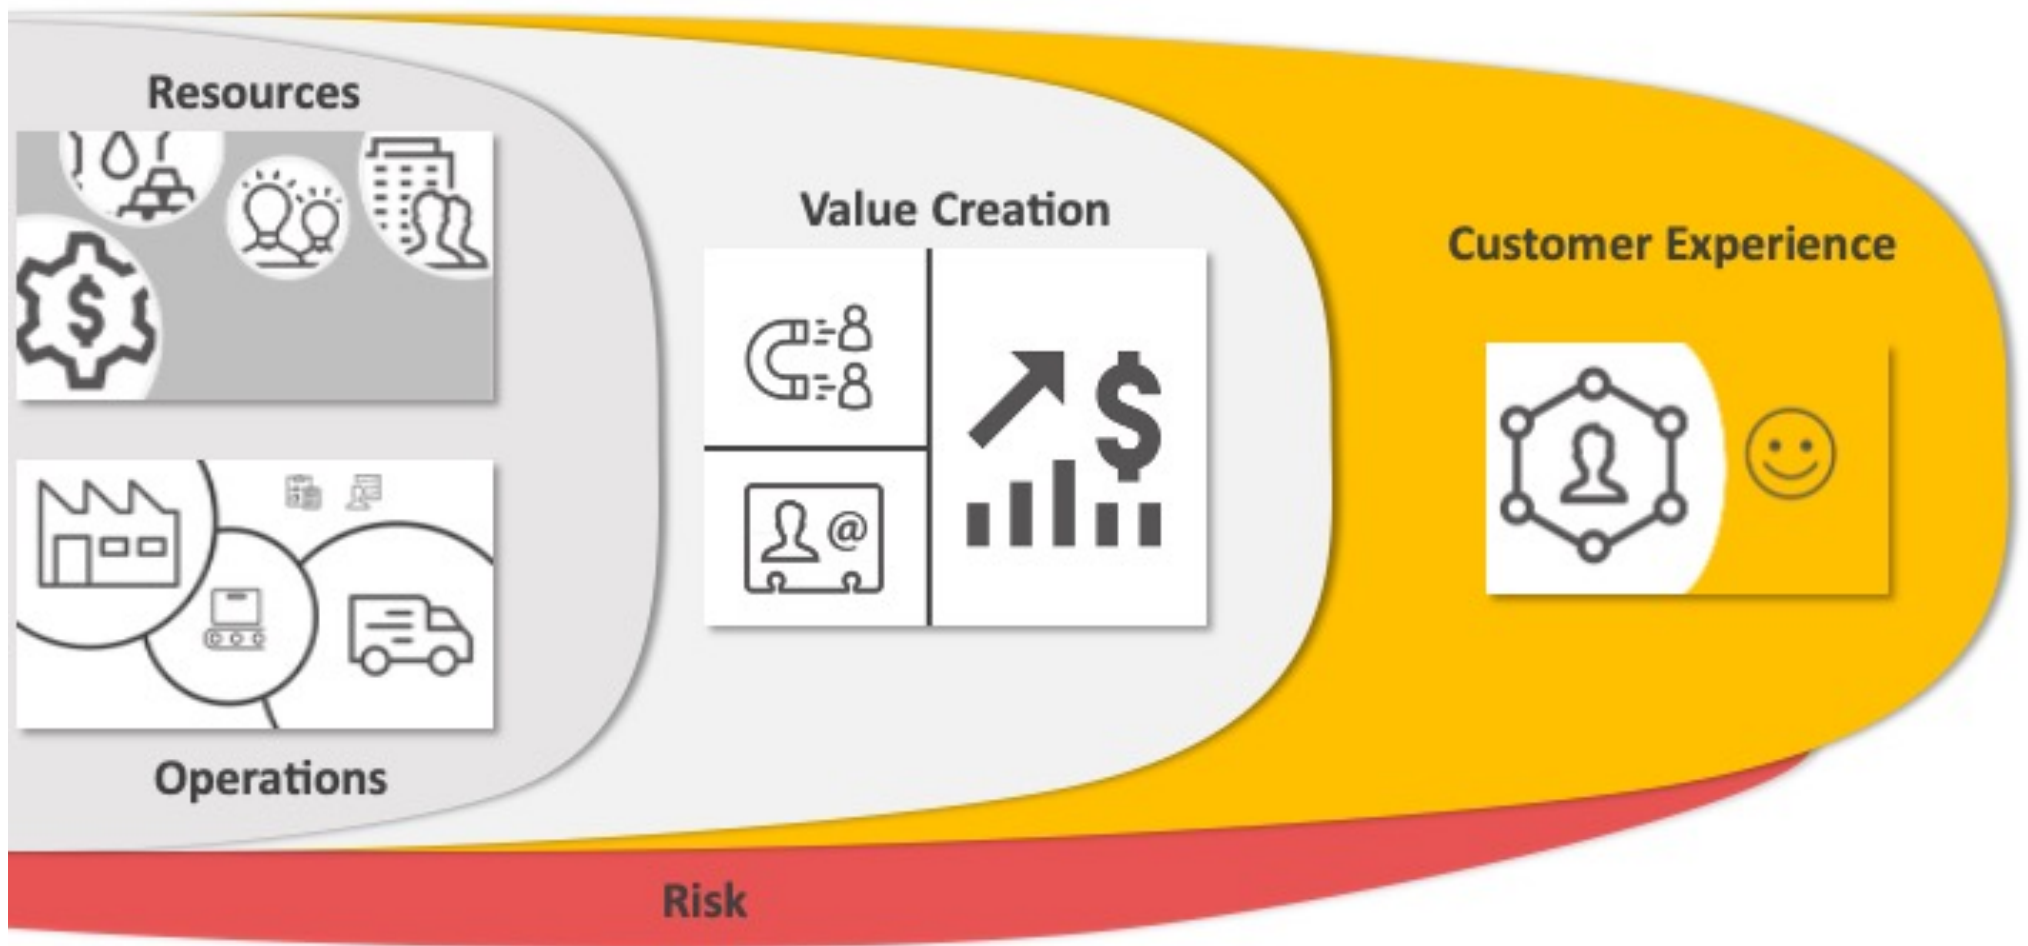 Resources
Value Creation
Customer Experience
$
$
@
Operations
Risk